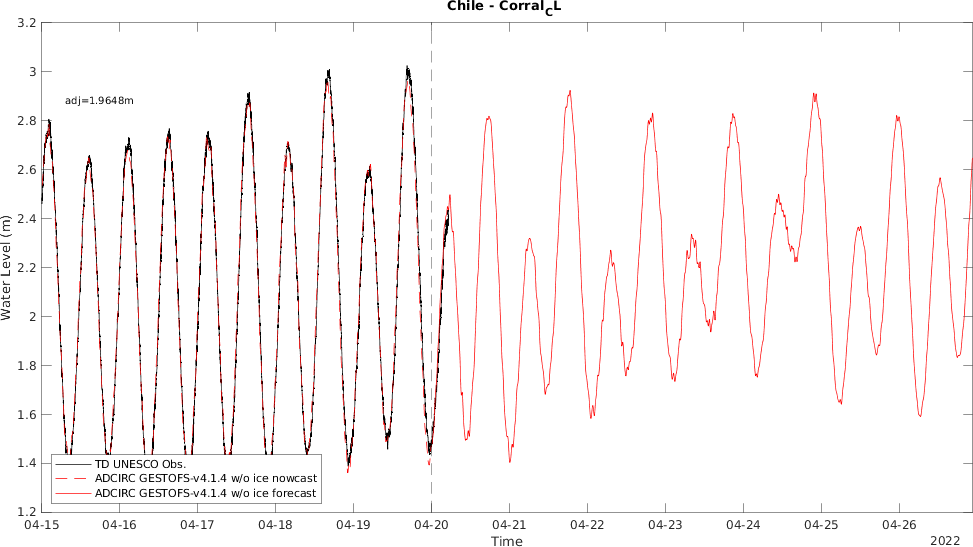 Chile - CorralCL
3.2
3
2.8
2.6
2.4
2.2
2
1.8
1.6
1.4
1.2
Water Level (m)
adj=1.9648m
TD UNESCO Obs.
ADCIRC GESTOFS-v4.1.4 w/o ice nowcast
ADCIRC GESTOFS-v4.1.4 w/o ice forecast
04-15 04-16 04-17 04-18 04-19 04-20 04-21 04-22 04-23 04-24 04-25 04-26
Time
2022